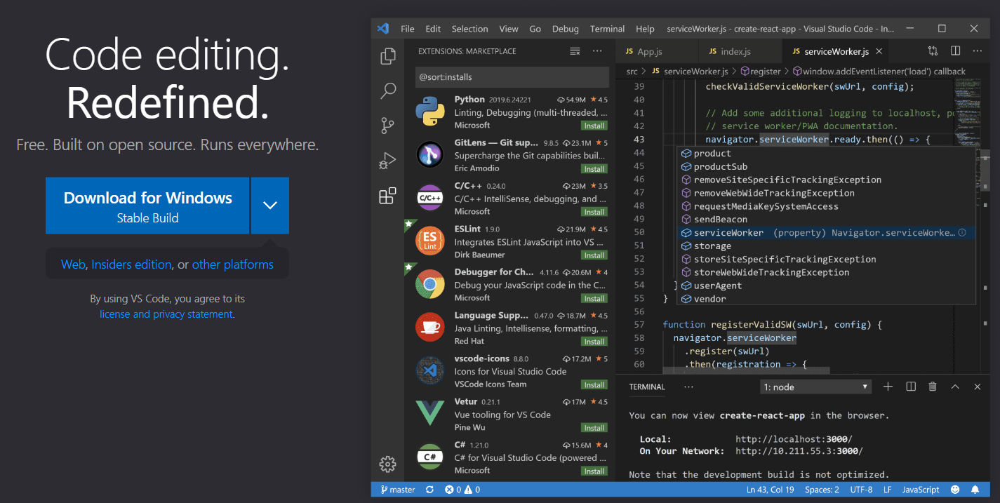 Code editing.
Redefined.
Free. Built on open source. Runs everywhere.
Download for Windows
Stable Build
Web, Insiders edition, or other platforms
By using VS Code, you agree to its
license and privacy statement.
File Edit Selection View Go Debug Terminal Help serviceWorker.js - create-react-app - Visual Studio Code - In...
EXTENSIONS: MARKETPLACE
@sort:installs
Python 2019.6.24221 54.9M ★ 4.5
Linting, Debugging (multi-threaded, ...
Microsoft Install
GitLens — Git sup... 9.8.5 23.1M ★ 5
Supercharge the Git capabilities buil...
Eric Amodio Install
C/C++
C/C++ 0.24.0 23M ★ 3.5
C/C++ IntelliSense, debugging, and ...
Microsoft Install
ES
Lint
ESLint 1.9.0 21.9M ★ 4.5
Integrates ESLint JavaScript into VS ...
Dirk Baeumer Install
Debugger for Ch... 4.11.6 20.6M ★ 4
Debug your JavaScript code in the C...
Microsoft Install
Language Supp... 0.47.0 18.7M ★ 4.5
Java Linting, Intellisense, formatting, ...
Red Hat Install
vscode-icons 8.8.0 17.2M ★ 5
Icons for Visual Studio Code
VSCode Icons Team Install
Vetur 0.21.1 17M ★ 4.5
Vue tooling for VS Code
Pine Wu Install
C#
C# 1.21.0 15.6M ★ 4
C# for Visual Studio Code (powered ...
Microsoft Install
JS App.js JS index.js JS serviceWorker.js
src > JS serviceWorker.js > register > window.addEventListener('load') callback
39 checkValidServiceWorker(swUrl, config);
40
41 // Add some additional logging to localhost, po
42 // service worker/PWA documentation.
43 navigator.serviceWorker.ready.then(() => {
44 product
45 productSub
46 removeSiteSpecificTrackingException
47 removeWebWideTrackingException
48 requestMediaKeySystemAccess
49 sendBeacon
50 serviceWorker (property) Navigator.serviceWorke...
51 storage
52 storeSiteSpecificTrackingException
53 storeWebWideTrackingException
54 } userAgent
55 } vendor
56
57 function registerValidSW(swUrl, config) {
58 navigator.serviceWorker
59 .register(swUrl)
60 .then(registration => {
TERMINAL ... 1: node
You can now view create-react-app in the browser.
Local: http://localhost:3000/
On Your Network: http://10.211.55.3:3000/
Note that the development build is not optimized.
master 0 0 Ln 43, Col 19 Spaces: 2 UTF-8 LF JavaScript